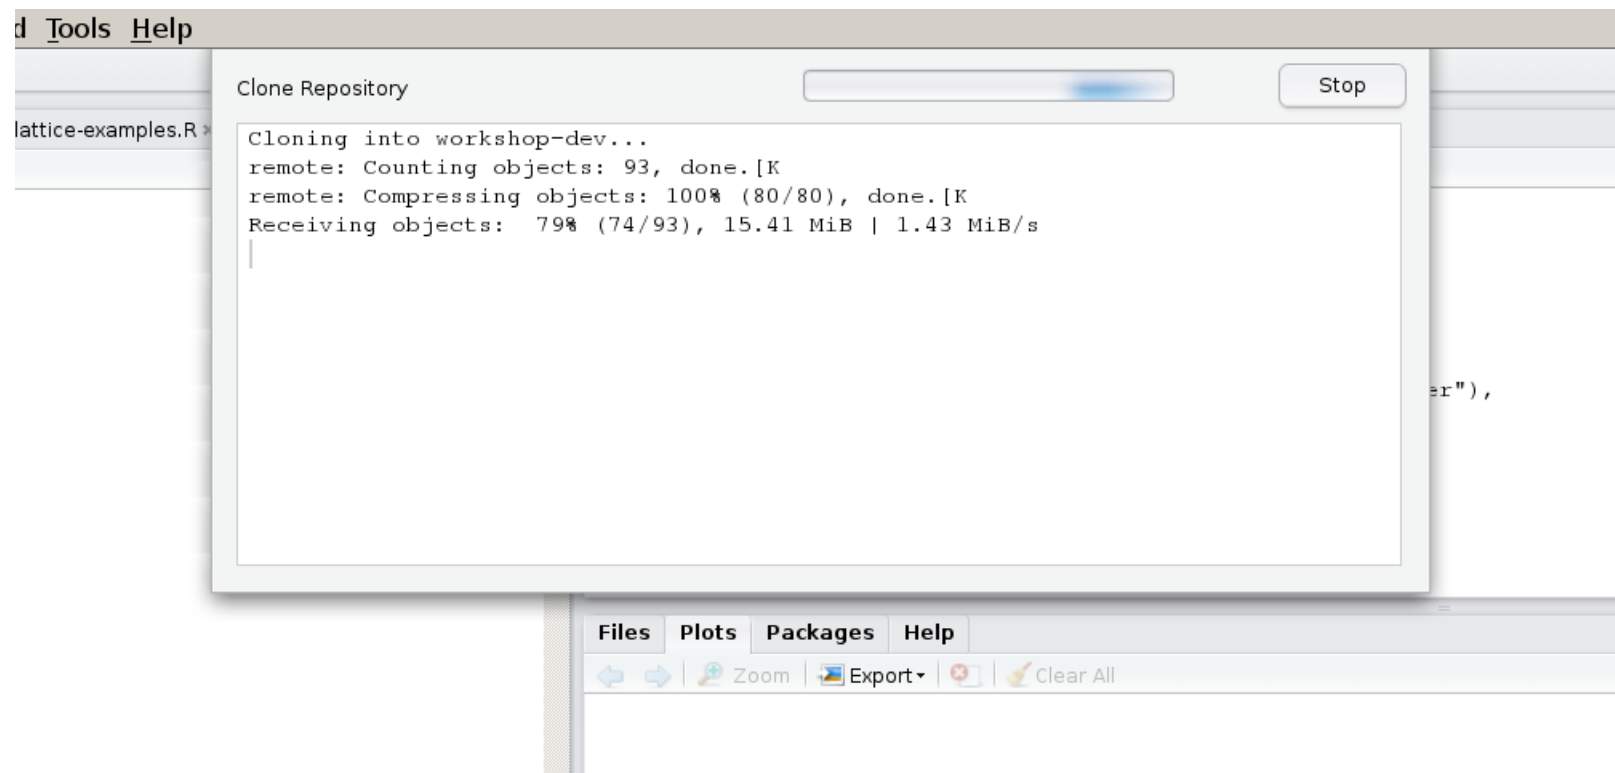 d Tools Help
Clone Repository
Stop
lattice-examples.R
Cloning into workshop-dev...
remote: Counting objects: 93, done.[K
remote: Compressing objects: 100% (80/80), done.[K
Receiving objects:  79% (74/93), 15.41 MiB | 1.43 MiB/s
er"),
Files Plots Packages Help
Zoom Export Clear All